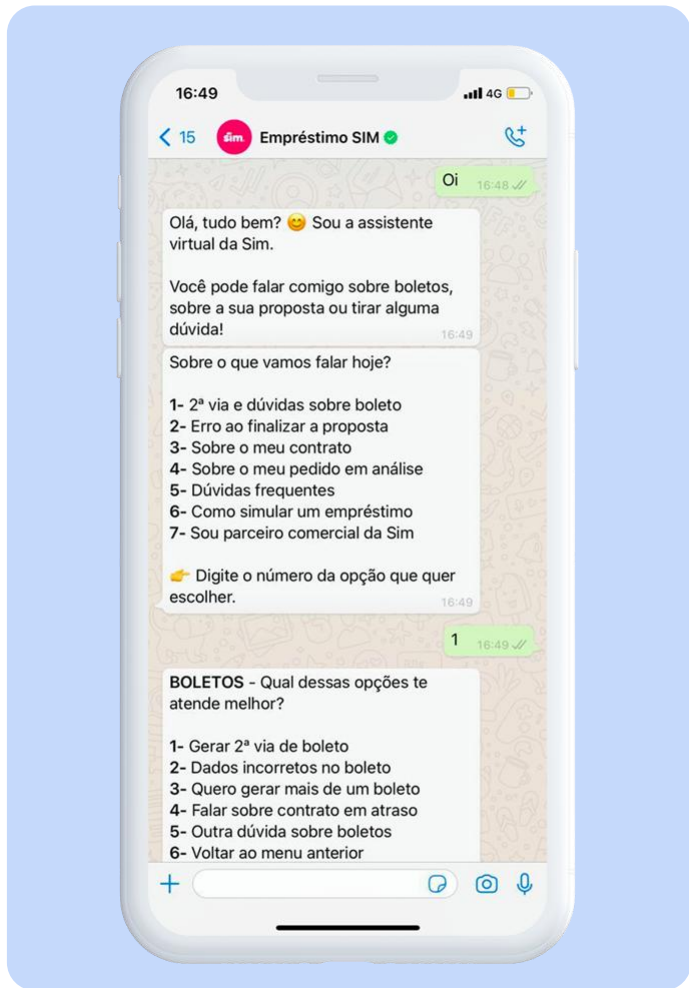 16:49
4G
15
sim.
Empréstimo SIM
Oi
16:48
Olá, tudo bem? 😊 Sou a assistente
virtual da Sim.
Você pode falar comigo sobre boletos,
sobre a sua proposta ou tirar alguma
dúvida!
16:49
Sobre o que vamos falar hoje?
1- 2ª via e dúvidas sobre boleto
2- Erro ao finalizar a proposta
3- Sobre o meu contrato
4- Sobre o meu pedido em análise
5- Dúvidas frequentes
6- Como simular um empréstimo
7- Sou parceiro comercial da Sim
👉 Digite o número da opção que quer
escolher.
16:49
1
16:49
BOLETOS - Qual dessas opções te
atende melhor?
1- Gerar 2ª via de boleto
2- Dados incorretos no boleto
3- Quero gerar mais de um boleto
4- Falar sobre contrato em atraso
5- Outra dúvida sobre boletos
6- Voltar ao menu anterior